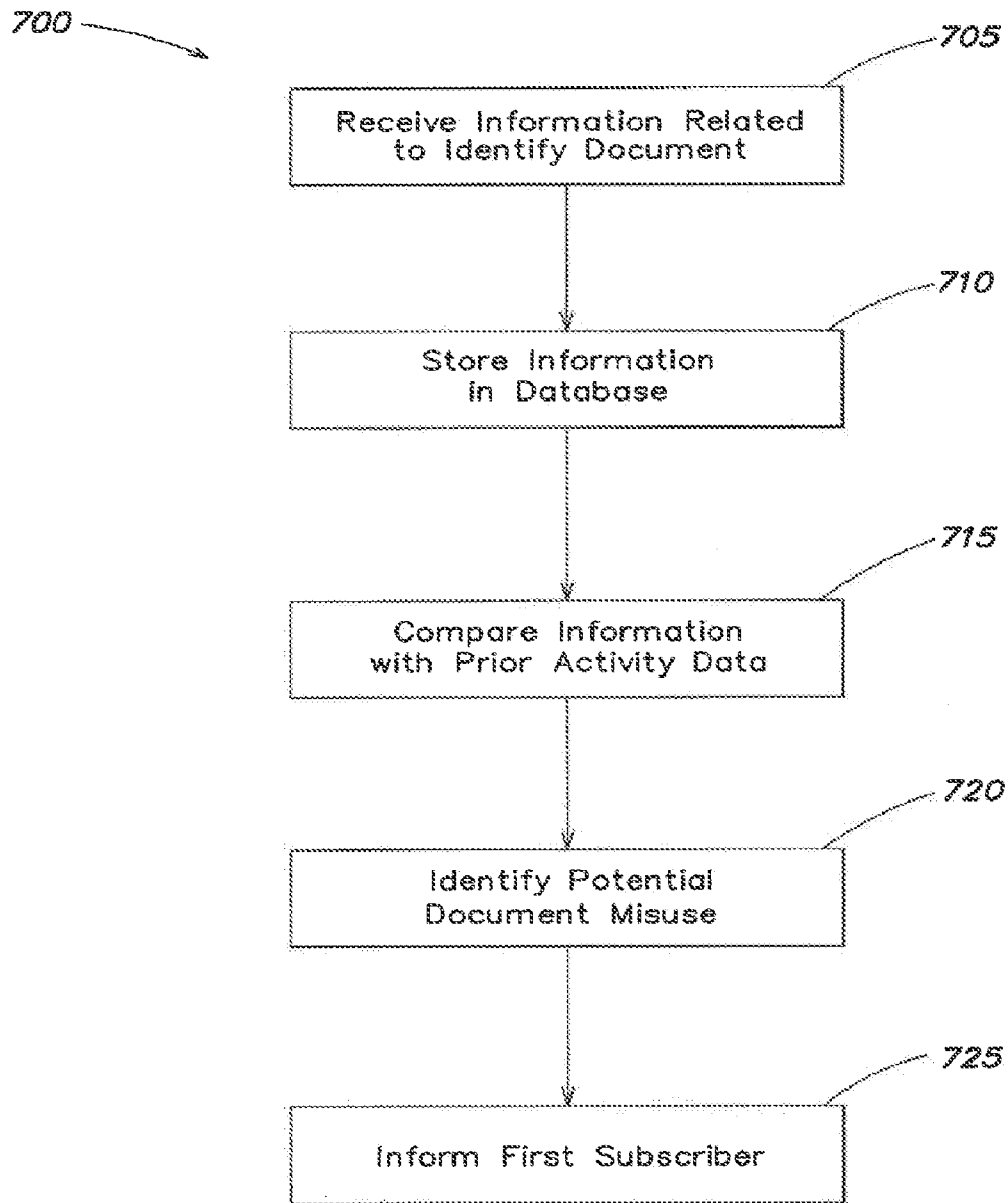 700
705
Receive Information Related
to Identify Document
710
Store Information
in Database
715
Compare Information
with Prior Activity Data
720
Identify Potential
Document Misuse
725
Inform First Subscriber